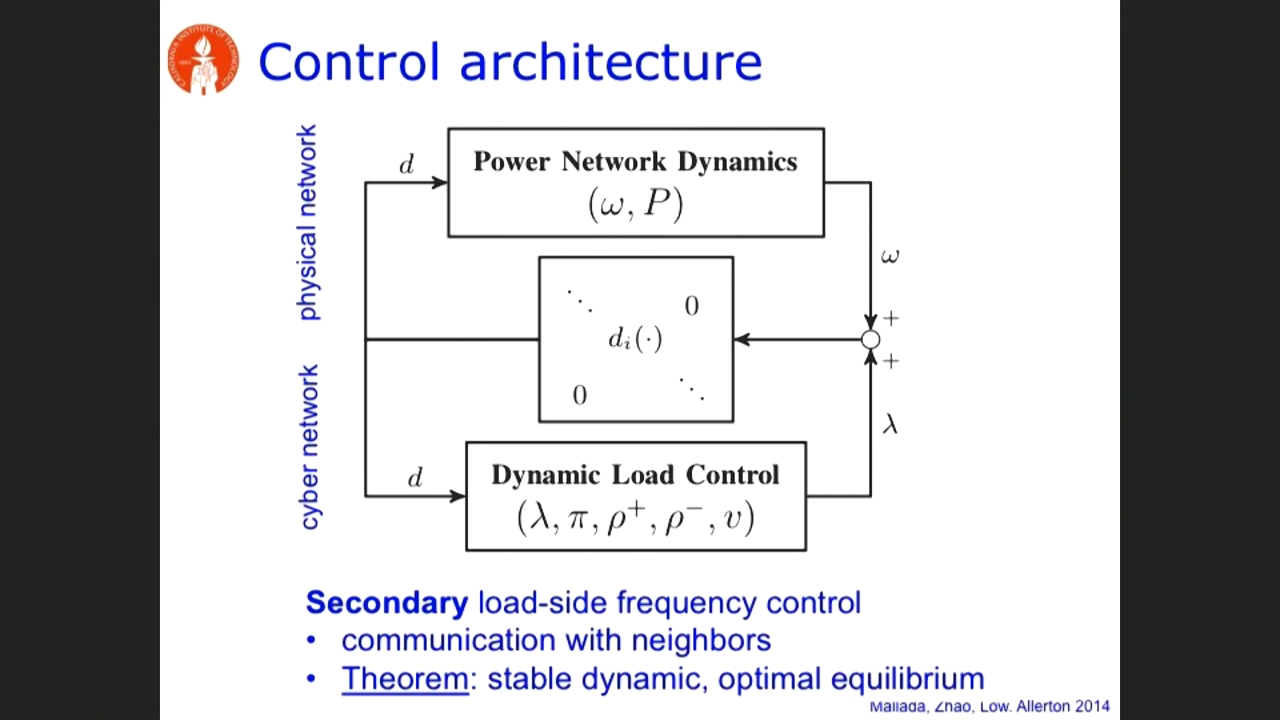 Control architecture
physical network
cyber network
d
Power Network Dynamics
(ω, P)
ω
+
⋱ 0
d_i(·)
0 ⋱
+
λ
d
Dynamic Load Control
(λ, π, ρ⁺, ρ⁻, υ)
Secondary load-side frequency control
• communication with neighbors
• Theorem: stable dynamic, optimal equilibrium
Mallada, Zhao, Low. Allerton 2014